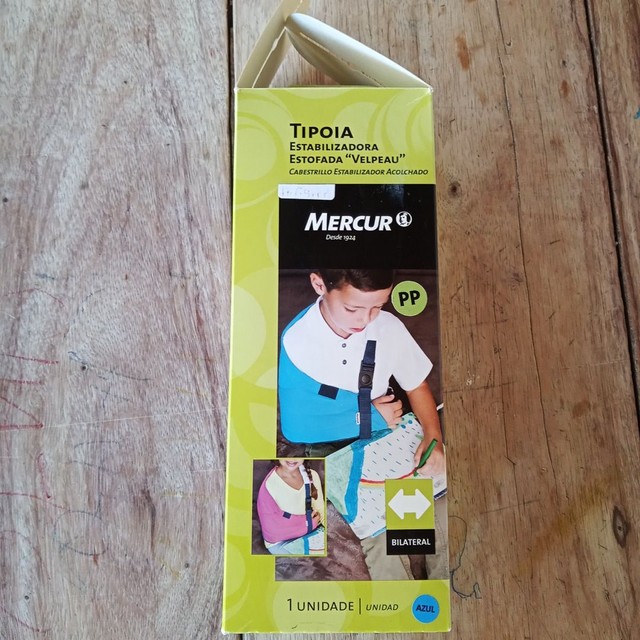 TIPOIA
ESTABILIZADORA
ESTOFADA "VELPEAU"
CABESTRILLO ESTABILIZADOR ACOLCHADO
MERCUR
Desde 1924
PP
BILATERAL
1 UNIDADE | UNIDAD
AZUL